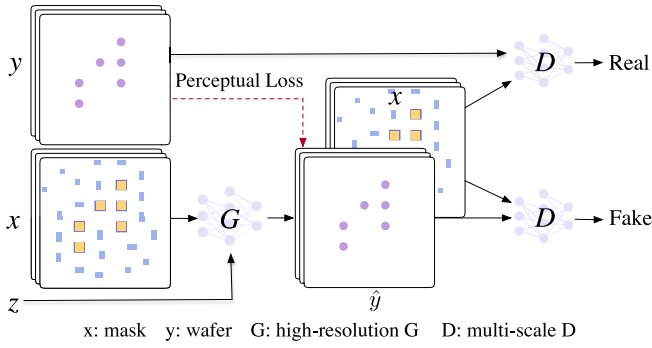 y
D
Real
Perceptual Loss
x
x
G
D
Fake
z
ŷ
x: mask y: wafer G: high-resolution G D: multi-scale D